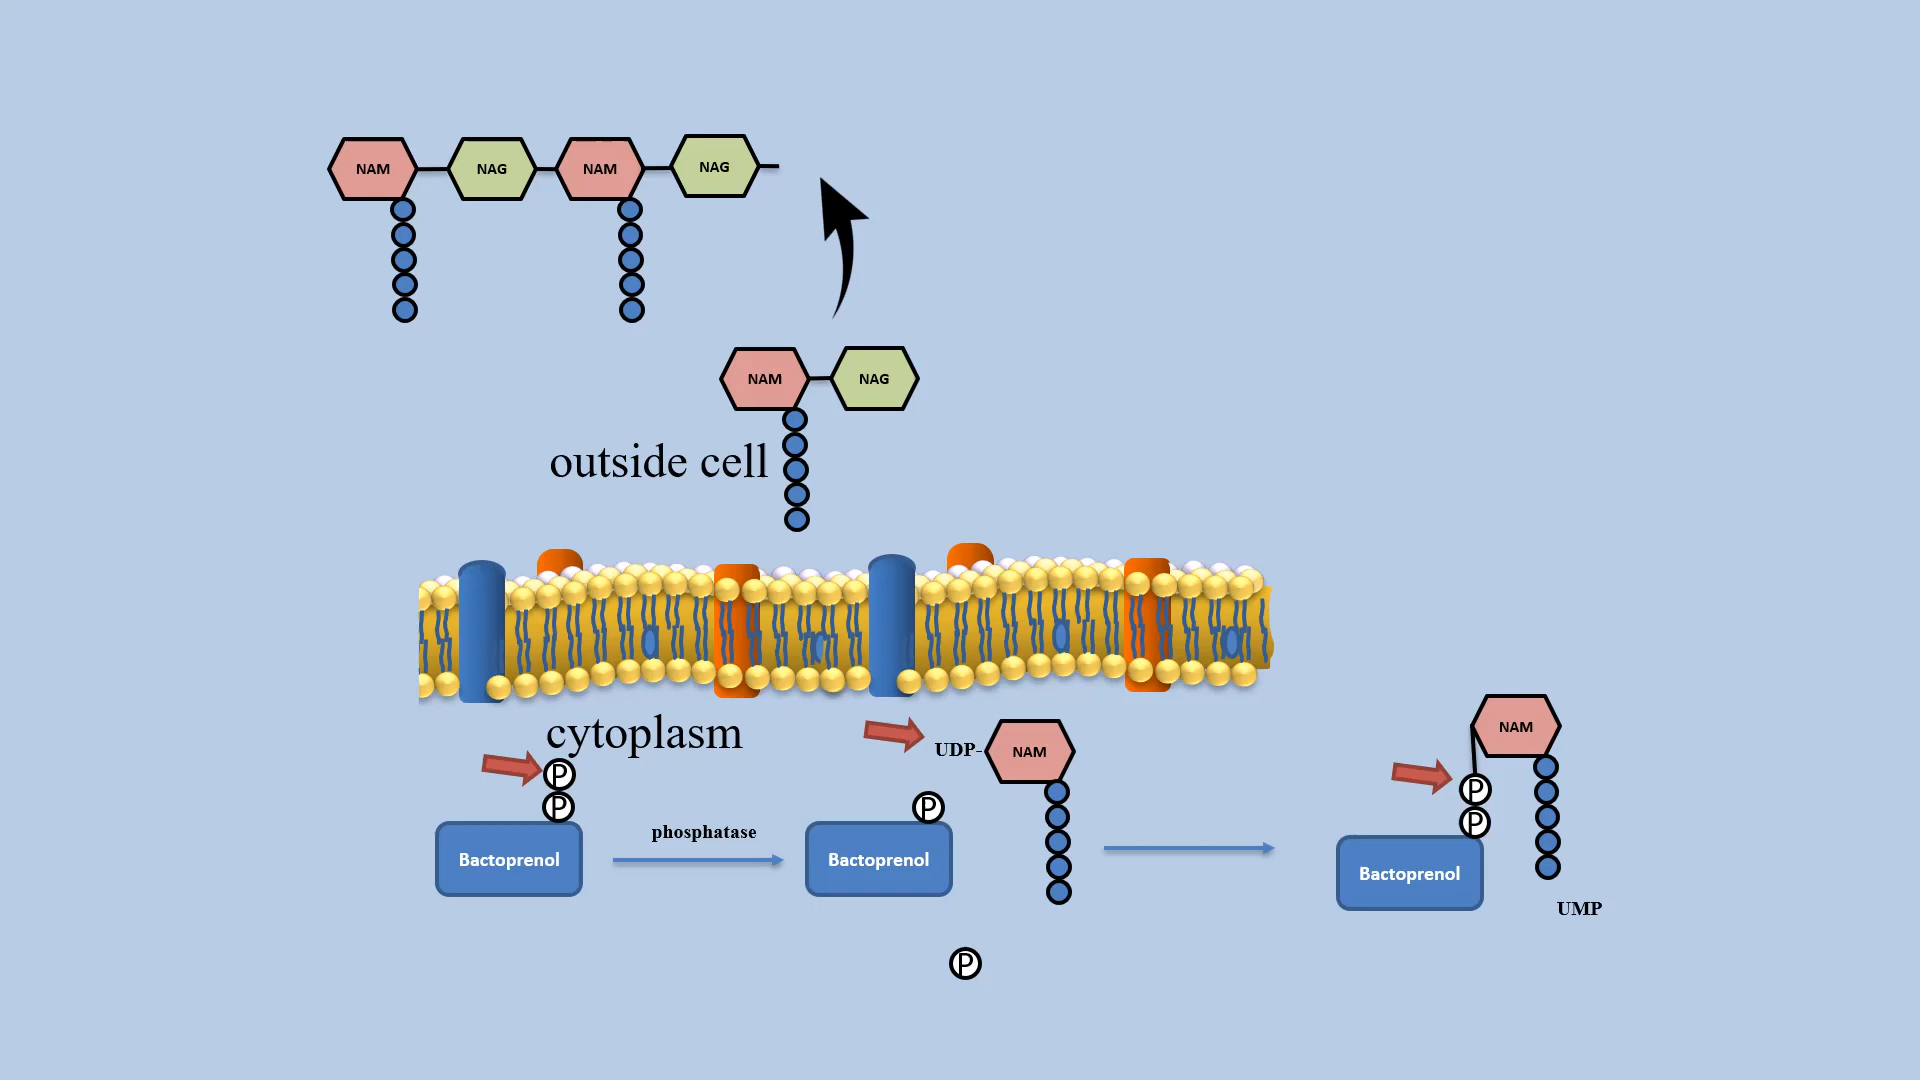 NAM
NAG
NAM
NAG
NAM
NAG
outside cell
cytoplasm
UDP-
NAM
NAM
P
P
P
P
P
phosphatase
Bactoprenol
Bactoprenol
Bactoprenol
UMP
P